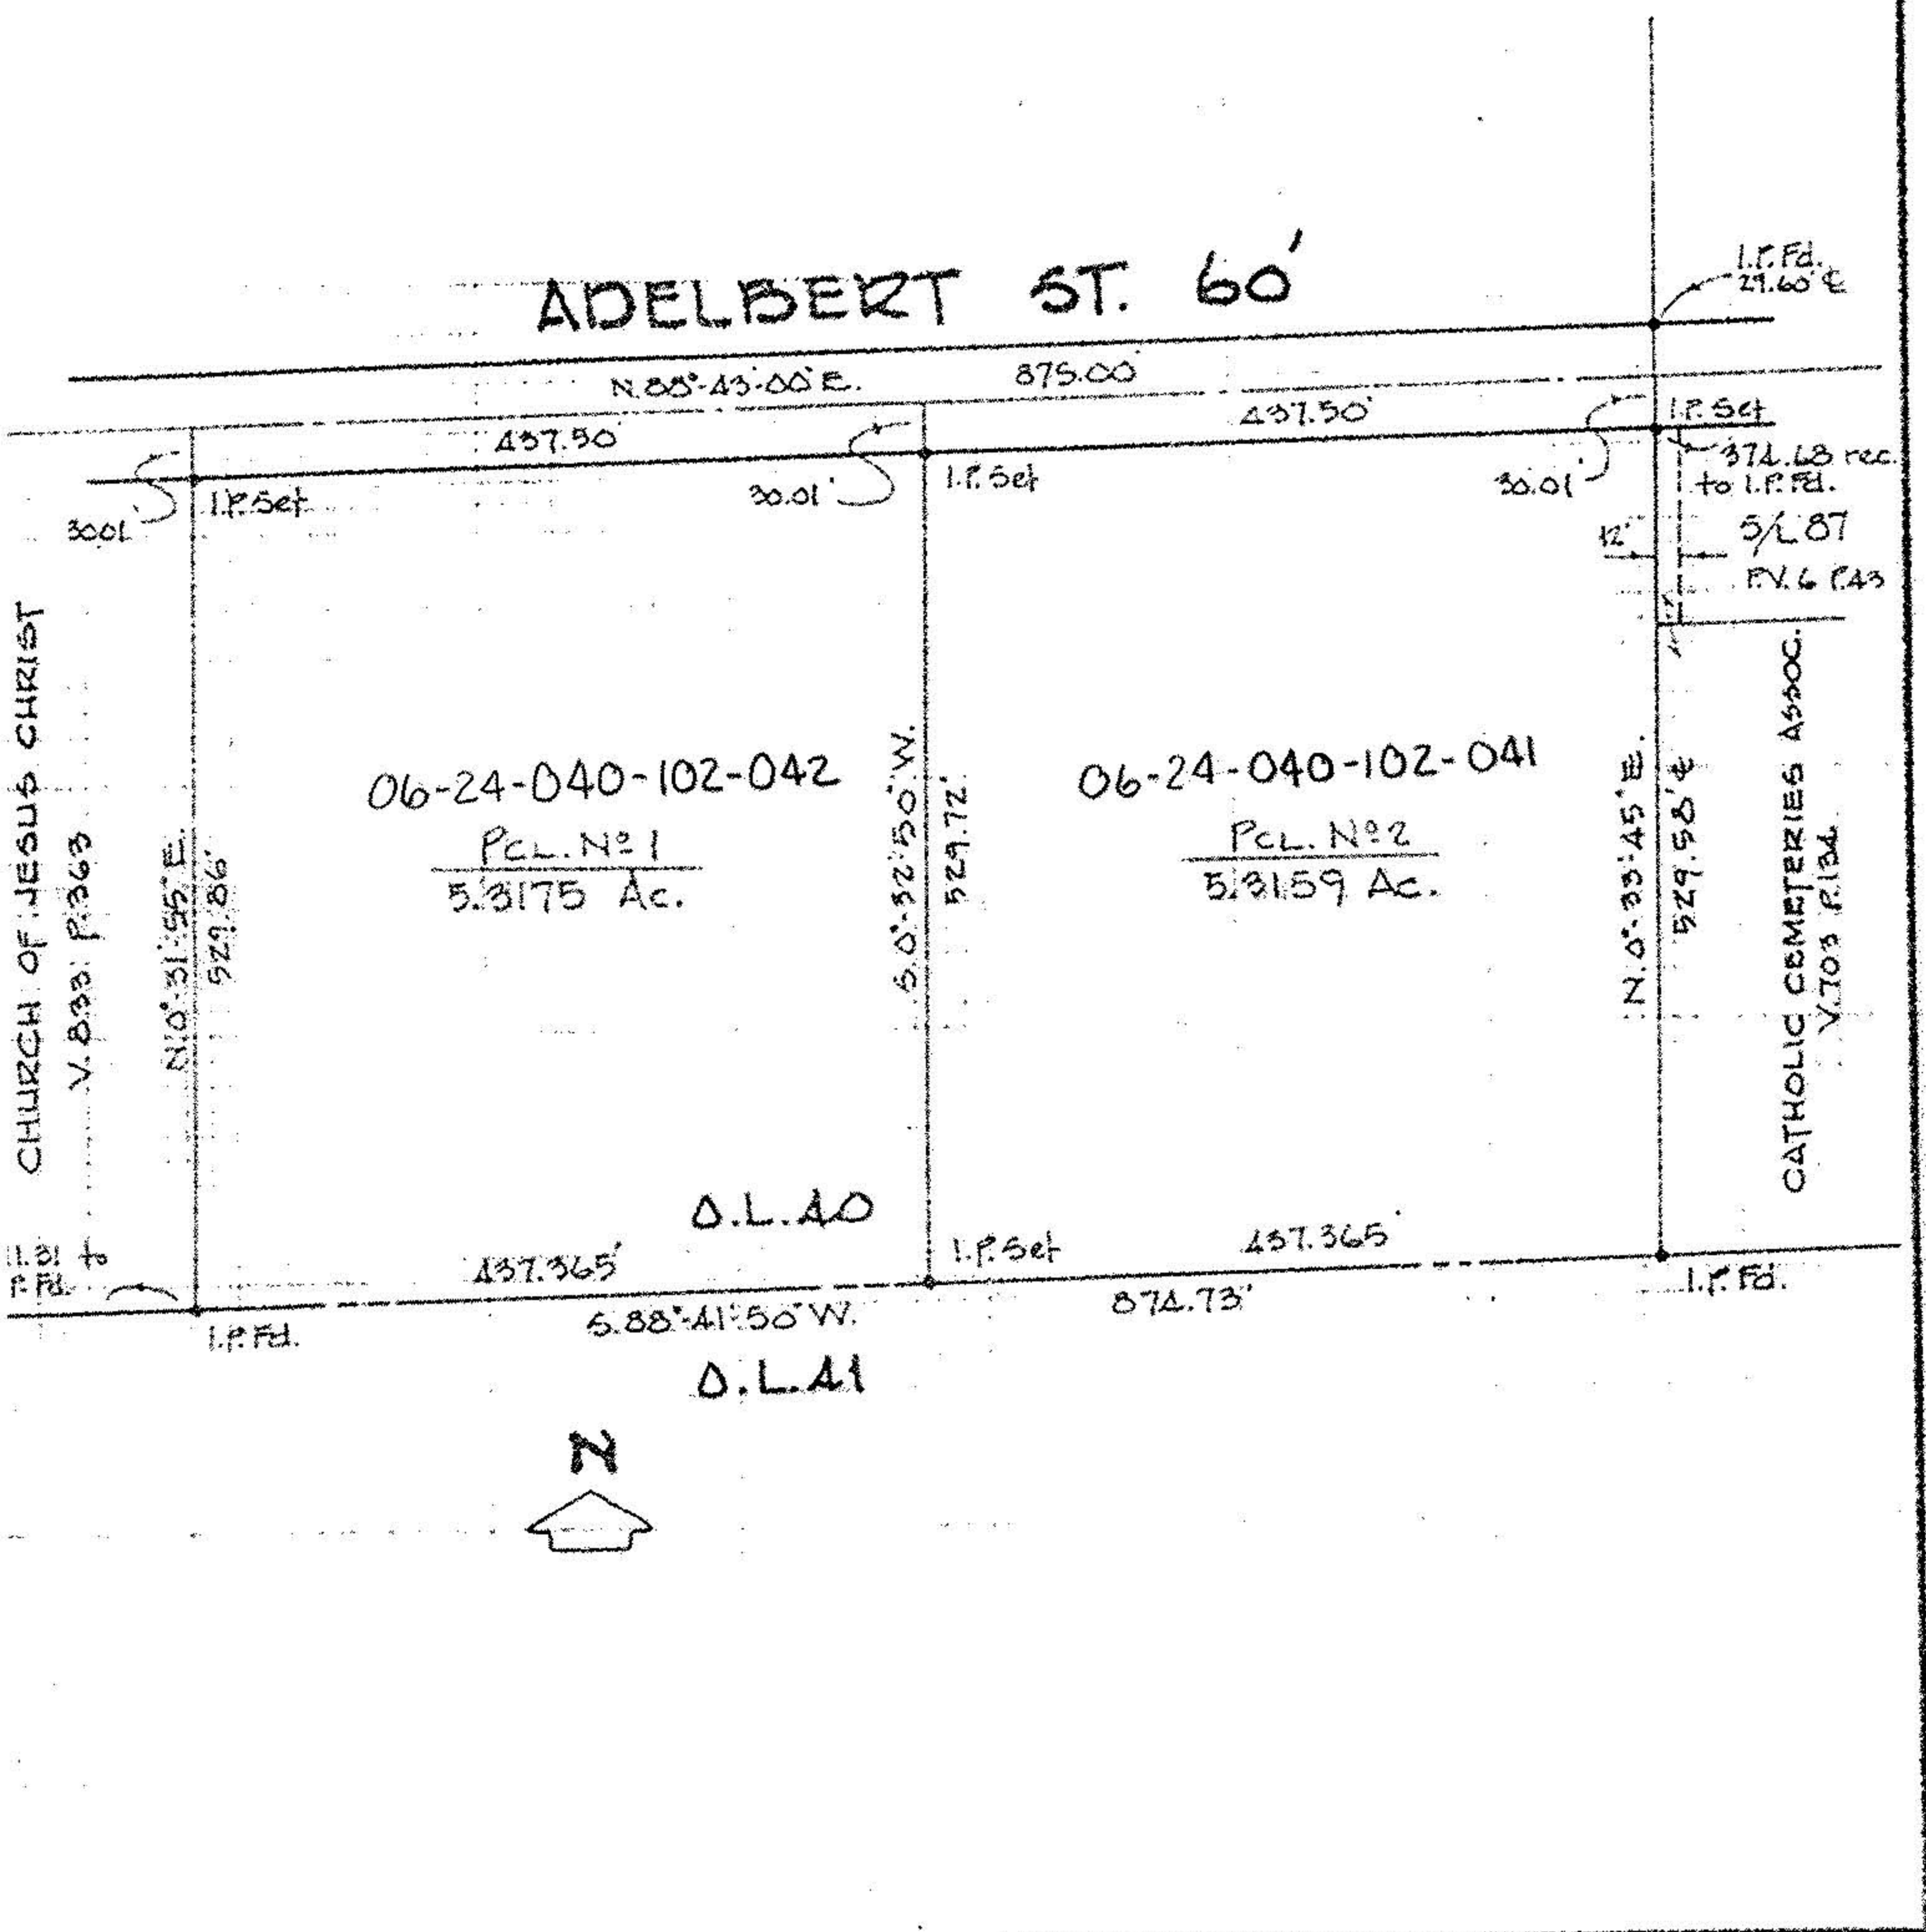 ADELBERT ST. 60'
I.P. Fd.
29.60' ℄
N.88°-43'-00"E. 875.00'
437.50'
437.50'
I.P. Set
30.01
I.P. Set
30.01'
I.P. Set
30.01'
rec.
to I.P. Fd.
12'
S/L 87
P.V. 6 P.43
CHURCH OF JESUS CHRIST
V. 833 P.363
N.0°-31'-55"E.
529.86'
06-24-040-102-042
PCL. Nº 1
5.3175 Ac.
S.0°-32'-50"W.
529.72'
06-24-040-102-041
PCL. Nº 2
5.3159 Ac.
N.0°-33'-45"E.
529.58' ℄
CATHOLIC CEMETERIES ASSOC.
V.703 P.134
O.L.40
1.31 to
P. Fd.
437.365'
I.P. Set
437.365'
I.P. Fd.
S.88°-41'-50"W.
874.73'
I.P. Fd.
O.L.41
N